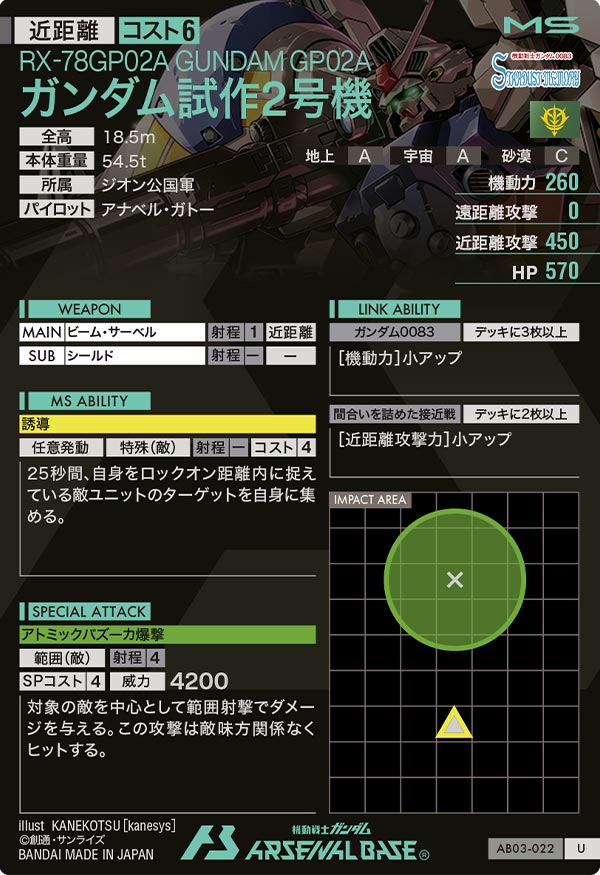 近距離 コスト6 MS
RX-78GP02A GUNDAM GP02A
機動戦士ガンダム0083
STARDUST MEMORY
ガンダム試作2号機
全高 18.5m
本体重量 54.5t
所属 ジオン公国軍
パイロット アナベル・ガトー
地上 A 宇宙 A 砂漠 C
機動力 260
遠距離攻撃 0
近距離攻撃 450
HP 570
WEAPON
MAIN ビーム・サーベル 射程 1 近距離
SUB シールド 射程 ー ー
MS ABILITY
誘導
任意発動 特殊(敵) 射程 ー コスト 4
25秒間、自身をロックオン距離内に捉え
ている敵ユニットのターゲットを自身に集
める。
SPECIAL ATTACK
アトミックバズーカ爆撃
範囲(敵) 射程 4
SPコスト 4 威力 4200
対象の敵を中心として範囲射撃でダメー
ジを与える。この攻撃は敵味方関係なく
ヒットする。
LINK ABILITY
ガンダム0083 デッキに3枚以上
[機動力]小アップ
間合いを詰めた接近戦 デッキに2枚以上
[近距離攻撃力]小アップ
IMPACT AREA
illust KANEKOTSU [kanesys]
©創通・サンライズ
BANDAI MADE IN JAPAN
機動戦士ガンダム
ARSENAL BASE ®
AB03-022 U